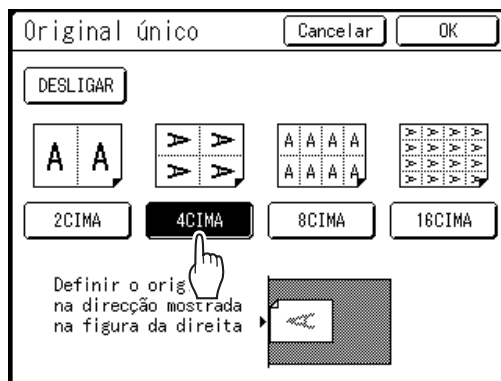 Original único Cancelar OK
DESLIGAR
A A A A A A A A A A A A A A A A A A A A A A A A A A A A A A
2CIMA 4CIMA 8CIMA 16CIMA
Definir o orig
na direcção mostrada
na figura da direita
A